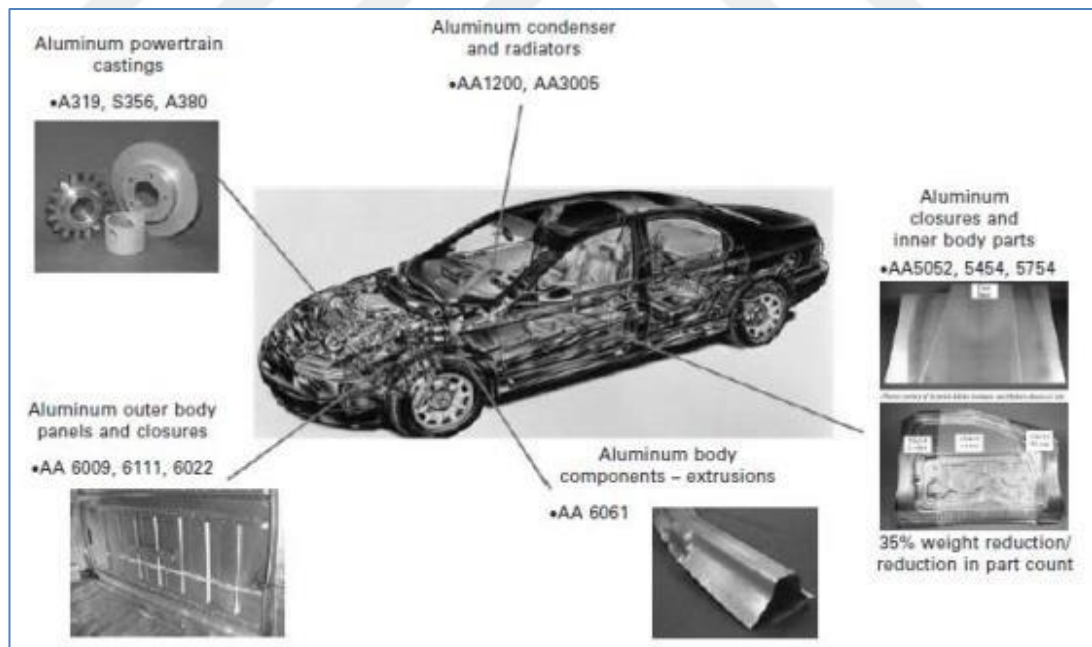 Aluminum powertrain
castings
•A319, S356, A380
Aluminum condenser
and radiators
•AA1200, AA3005
Aluminum
closures and
inner body parts
•AA5052, 5454, 5754
Aluminum outer body
panels and closures
•AA 6009, 6111, 6022
Aluminum body
components – extrusions
•AA 6061
35% weight reduction/
reduction in part count